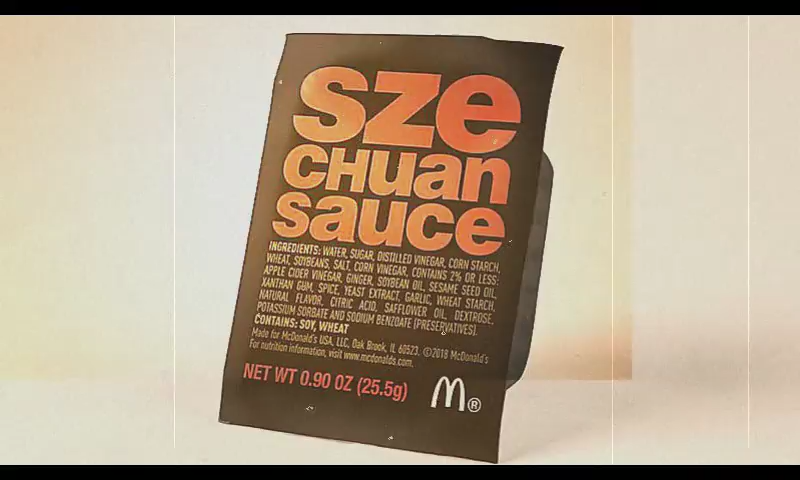 sze
CHUan
sauce
INGREDIENTS: WATER, SUGAR, DISTILLED VINEGAR, CORN STARCH,
WHEAT, SOYBEANS, SALT, CORN VINEGAR, CONTAINS 2% OR LESS:
APPLE CIDER VINEGAR, GINGER, SOYBEAN OIL, SESAME SEED OIL,
XANTHAN GUM, SPICE, YEAST EXTRACT, GARLIC, WHEAT STARCH,
NATURAL FLAVOR, CITRIC ACID, SAFFLOWER OIL, DEXTROSE,
POTASSIUM SORBATE AND SODIUM BENZOATE (PRESERVATIVES).
CONTAINS: SOY, WHEAT
Made for McDonald's USA, LLC, Oak Brook, IL 60523. ©2018 McDonald's
For nutrition information, visit www.mcdonalds.com.
NET WT 0.90 OZ (25.5g)
M®